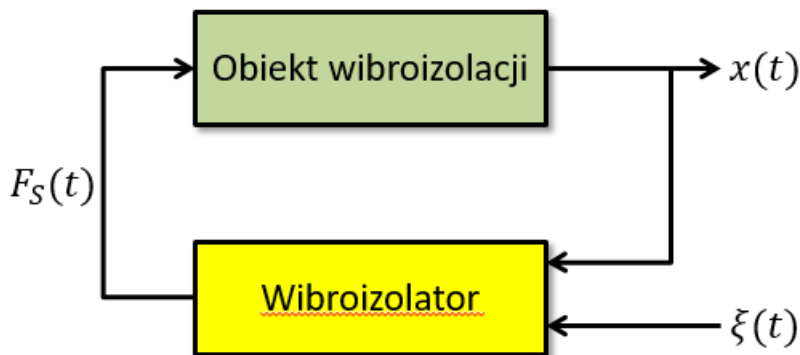 Obiekt wibroizolacji
x(t)
F_S(t)
Wibroizolator
ξ(t)